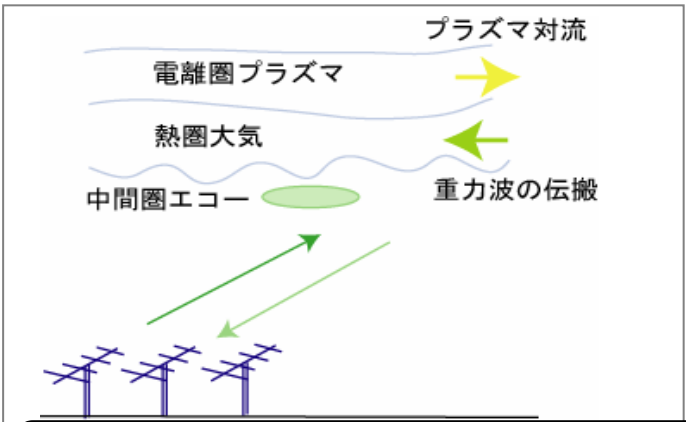 プラズマ対流
電離圏プラズマ
熱圏大気
中間圏エコー
重力波の伝搬